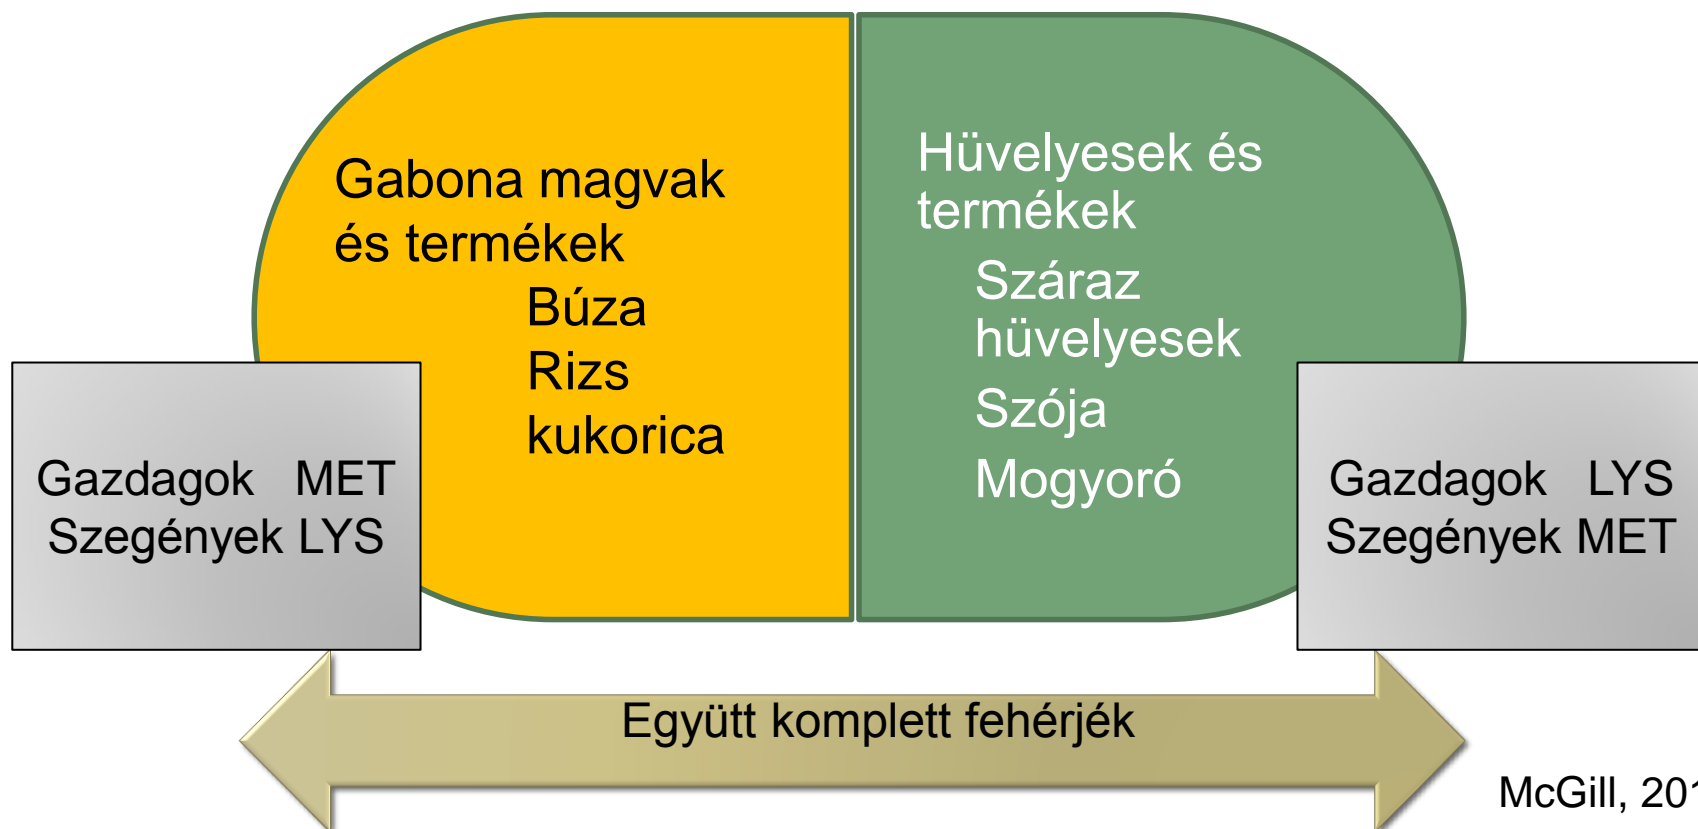 Gabona magvak
és termékek
Búza
Rizs
kukorica
Hüvelyesek és
termékek
Száraz
hüvelyesek
Szója
Mogyoró
Gazdagok MET
Szegények LYS
Gazdagok LYS
Szegények MET
Együtt komplett fehérjék
McGill,